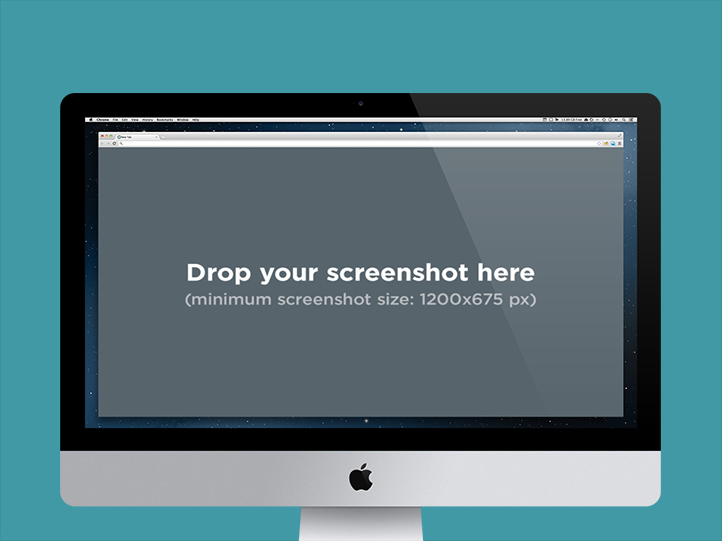 Chrome File Edit View History Bookmarks Window Help
New Tab
Drop your screenshot here
(minimum screenshot size: 1200x675 px)